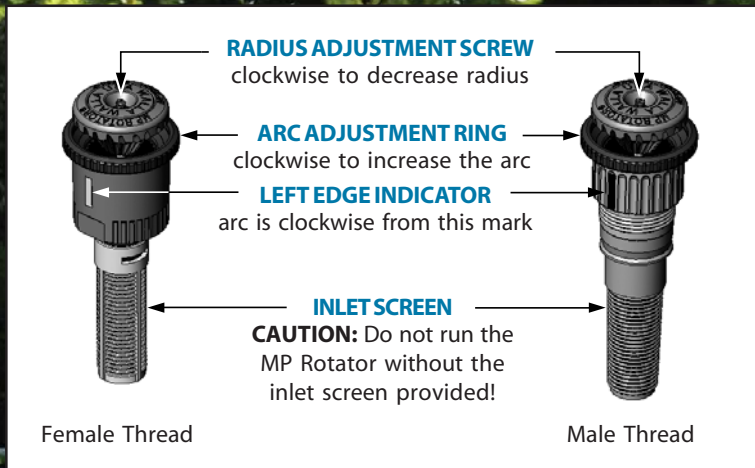 RADIUS ADJUSTMENT SCREW
clockwise to decrease radius
ARC ADJUSTMENT RING
clockwise to increase the arc
LEFT EDGE INDICATOR
arc is clockwise from this mark
INLET SCREEN
CAUTION: Do not run the
MP Rotator without the
inlet screen provided!
Female Thread
Male Thread